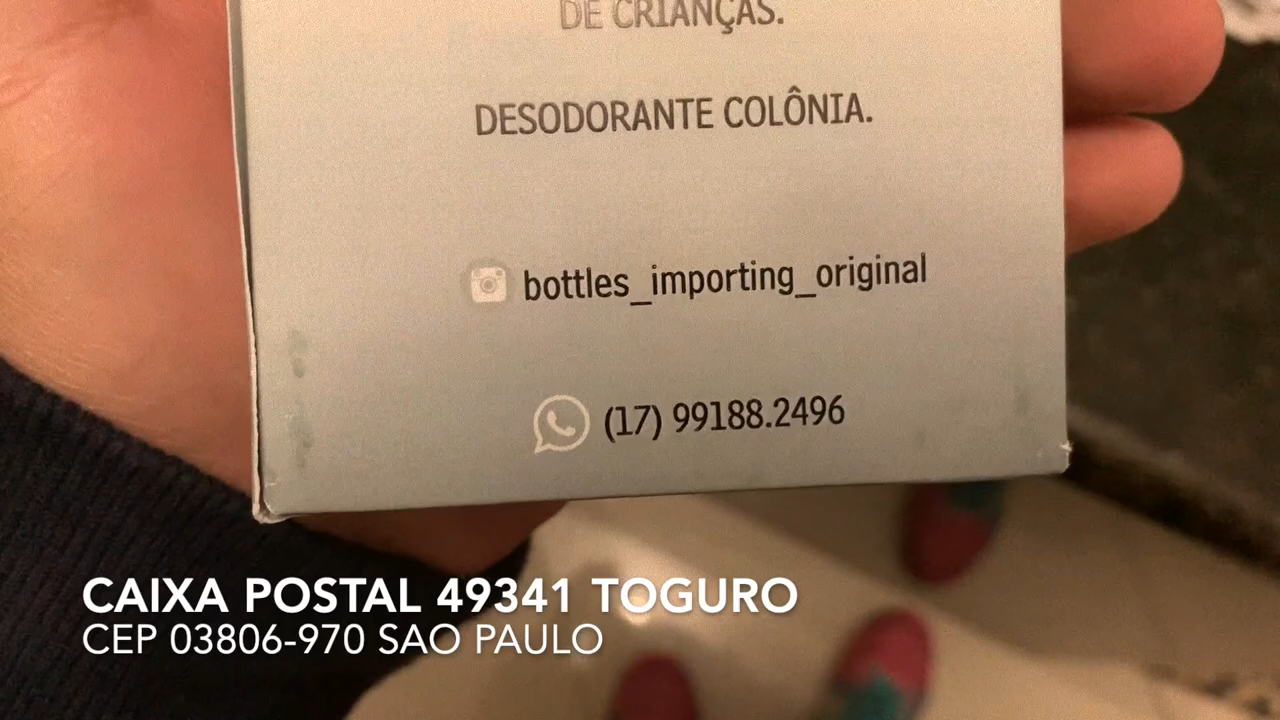 DE CRIANÇAS.
DESODORANTE COLÔNIA.
bottles_importing_original
(17) 99188.2496
CAIXA POSTAL 49341 TOGURO
CEP 03806-970 SAO PAULO